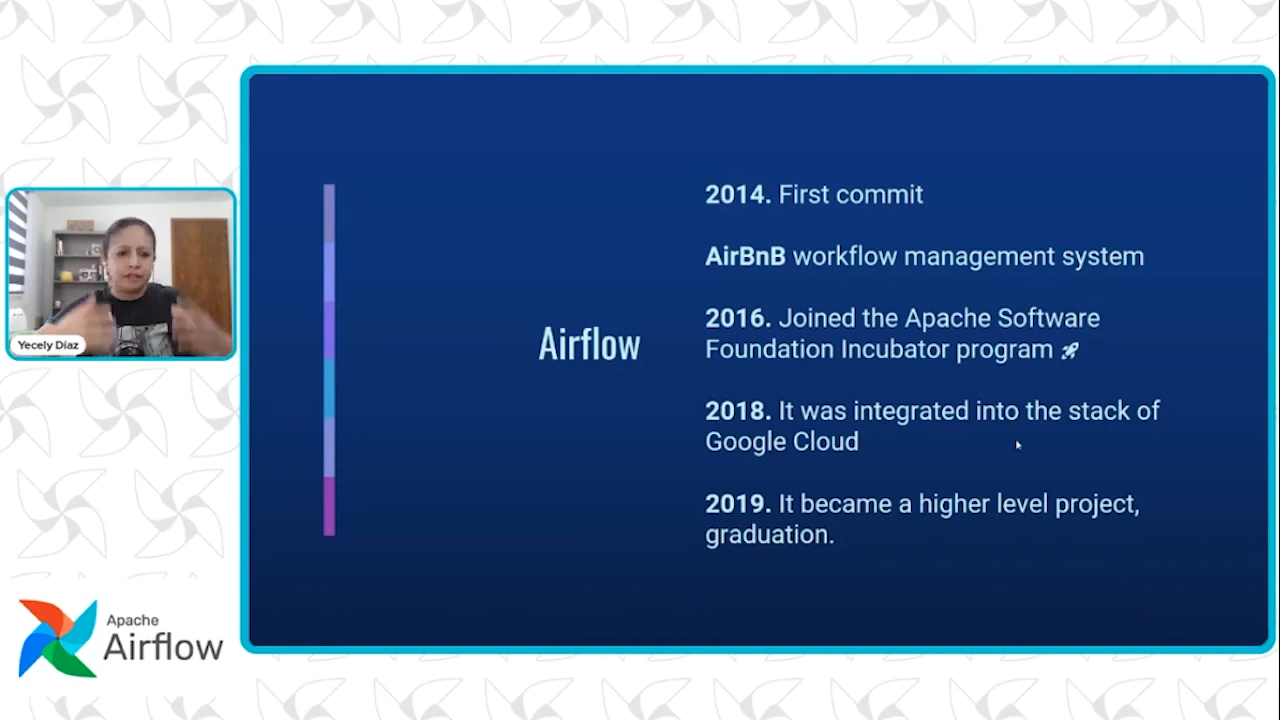 2014. First commit
AirBnB workflow management system
2016. Joined the Apache Software
Foundation Incubator program
Airflow
2018. It was integrated into the stack of
Google Cloud
2019. It became a higher level project,
graduation.
Yecely Díaz
Apache
Airflow